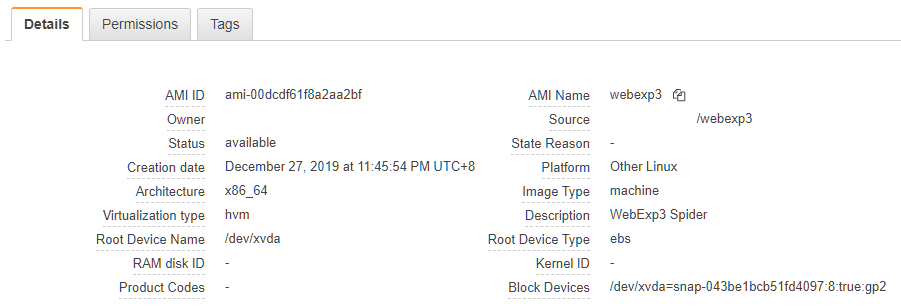 Details Permissions Tags
AMI ID ami-00dcdf61f8a2aa2bf AMI Name webexp3
Owner Source /webexp3
Status available State Reason -
Creation date December 27, 2019 at 11:45:54 PM UTC+8 Platform Other Linux
Architecture x86_64 Image Type machine
Virtualization type hvm Description WebExp3 Spider
Root Device Name /dev/xvda Root Device Type ebs
RAM disk ID - Kernel ID -
Product Codes - Block Devices /dev/xvda=snap-043be1bcb51fd4097:8:true:gp2